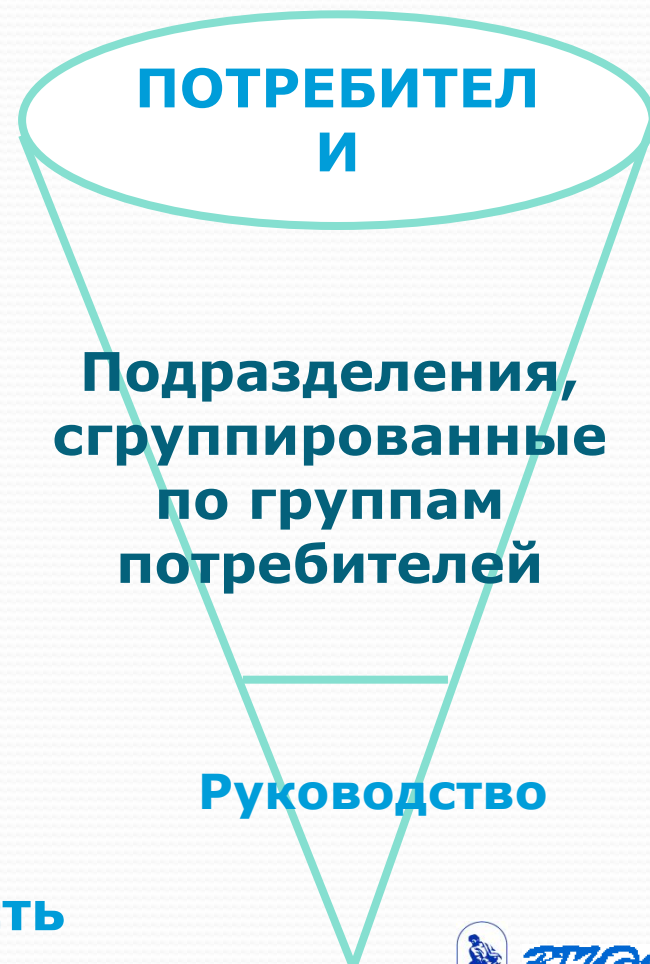 ПОТРЕБИТЕЛ
И
Подразделения,
сгруппированные
по группам
потребителей
Руководство
ть